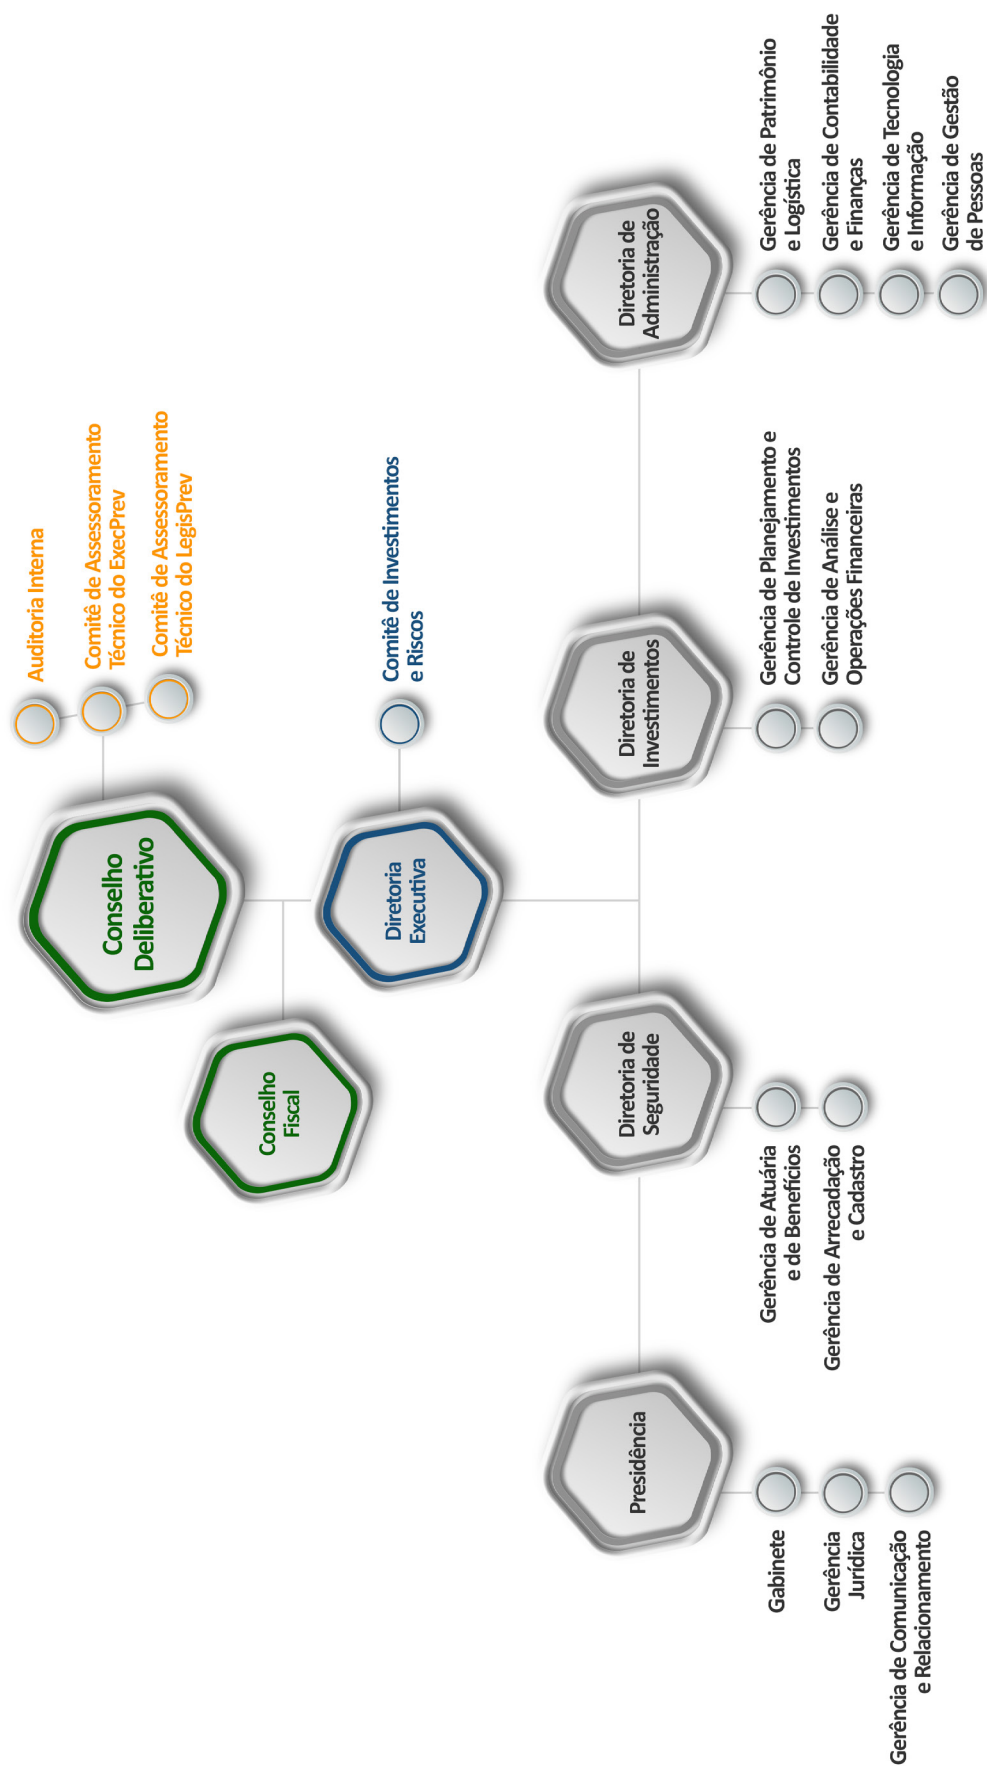 Auditoria Interna
Comitê de Assessoramento
Técnico do ExecPrev
Comitê de Assessoramento
Técnico do LegisPrev
Conselho
Deliberativo
Conselho
Fiscal
Comitê de Investimentos
e Riscos
Diretoria
Executiva
Presidência
Diretoria de
Seguridade
Diretoria de
Investimentos
Diretoria de
Administração
Gabinete
Gerência
Jurídica
Gerência de Comunicação
e Relacionamento
Gerência de Atuária
e de Benefícios
Gerência de Arrecadação
e Cadastro
Gerência de Planejamento e
Controle de Investimentos
Gerência de Análise e
Operações Financeiras
Gerência de Patrimônio
e Logística
Gerência de Contabilidade
e Finanças
Gerência de Tecnologia
e Informação
Gerência de Gestão
de Pessoas